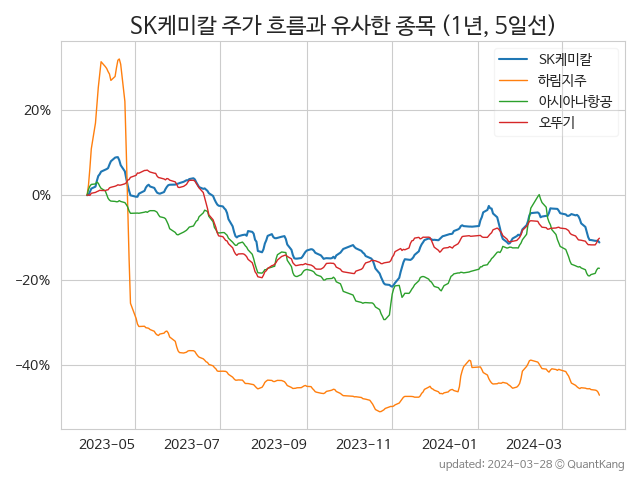 SK케미칼 주가 흐름과 유사한 종목 (1년, 5일선)
SK케미칼
하림지주
아시아나항공
오뚜기
20%
0%
−20%
−40%
2023-05 2023-07 2023-09 2023-11 2024-01 2024-03
updated: 2024-03-28 © QuantKang